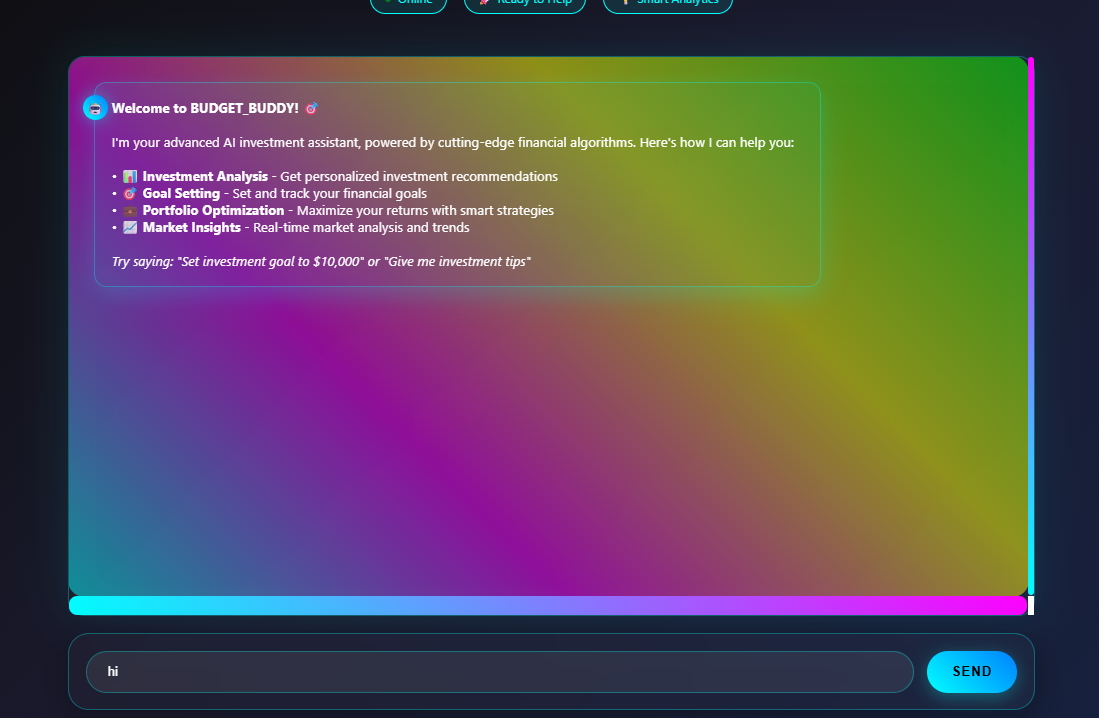 Online Ready to Help Smart Analytics
Welcome to BUDGET_BUDDY! 🎯
I'm your advanced AI investment assistant, powered by cutting-edge financial algorithms. Here's how I can help you:
• 📊 Investment Analysis - Get personalized investment recommendations
• 🎯 Goal Setting - Set and track your financial goals
• 💼 Portfolio Optimization - Maximize your returns with smart strategies
• 📈 Market Insights - Real-time market analysis and trends
Try saying: "Set investment goal to $10,000" or "Give me investment tips"
hi
SEND